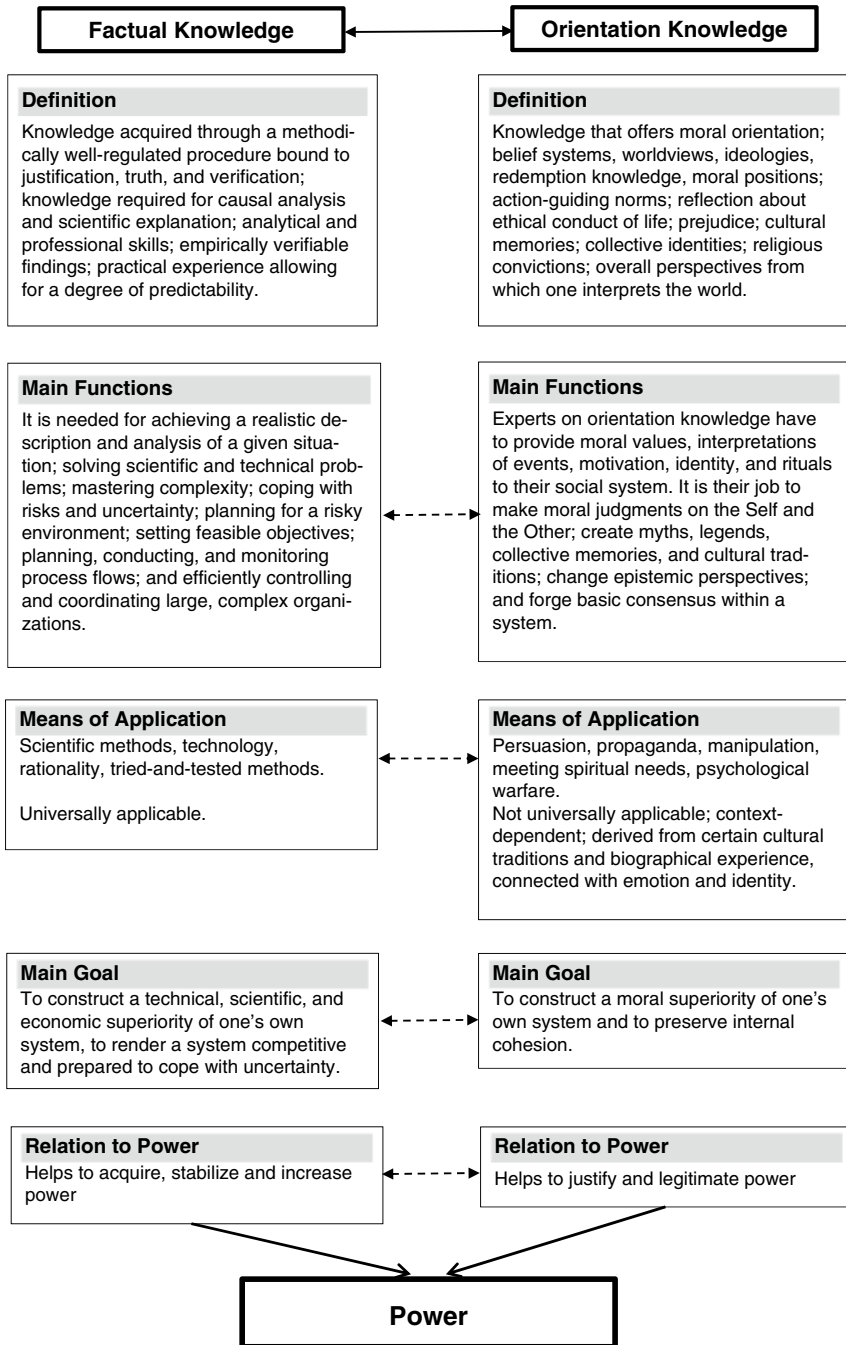 Factual Knowledge
Orientation Knowledge
Definition
Knowledge acquired through a methodi-
cally well-regulated procedure bound to
justification, truth, and verification;
knowledge required for causal analysis
and scientific explanation; analytical and
professional skills; empirically verifiable
findings; practical experience allowing
for a degree of predictability.
Definition
Knowledge that offers moral orientation;
belief systems, worldviews, ideologies,
redemption knowledge, moral positions;
action-guiding norms; reflection about
ethical conduct of life; prejudice; cultural
memories; collective identities; religious
convictions; overall perspectives from
which one interprets the world.
Main Functions
It is needed for achieving a realistic de-
scription and analysis of a given situa-
tion; solving scientific and technical prob-
lems; mastering complexity; coping with
risks and uncertainty; planning for a risky
environment; setting feasible objectives;
planning, conducting, and monitoring
process flows; and efficiently controlling
and coordinating large, complex organi-
zations.
Main Functions
Experts on orientation knowledge have
to provide moral values, interpretations
of events, motivation, identity, and rituals
to their social system. It is their job to
make moral judgments on the Self and
the Other; create myths, legends,
collective memories, and cultural trad-
itions; change epistemic perspectives;
and forge basic consensus within a
system.
Means of Application
Scientific methods, technology,
rationality, tried-and-tested methods.
Universally applicable.
Means of Application
Persuasion, propaganda, manipulation,
meeting spiritual needs, psychological
warfare.
Not universally applicable; context-
dependent; derived from certain cultural
traditions and biographical experience,
connected with emotion and identity.
Main Goal
To construct a technical, scientific, and
economic superiority of one's own
system, to render a system competitive
and prepared to cope with uncertainty.
Main Goal
To construct a moral superiority of one's
own system and to preserve internal
cohesion.
Relation to Power
Helps to acquire, stabilize and increase
power
Relation to Power
Helps to justify and legitimate power
Power